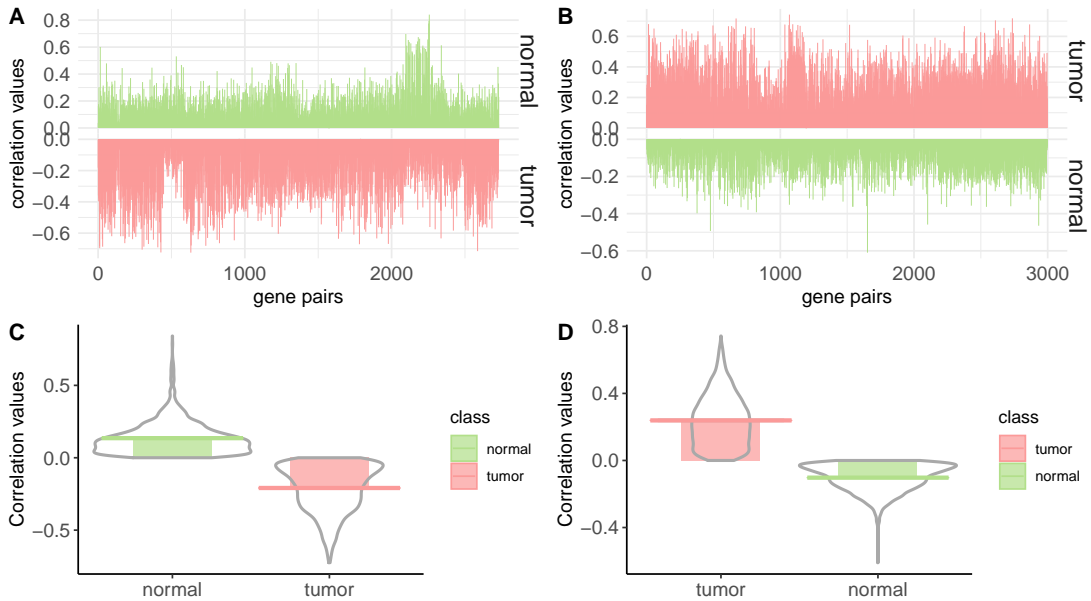 A
correlation values
0.8
0.6
0.4
0.2
0.0
normal
0.0
−0.2
−0.4
−0.6
tumor
0
1000
2000
gene pairs
B
correlation values
0.6
0.4
0.2
0.0
tumor
0.0
−0.2
−0.4
−0.6
normal
0
1000
2000
3000
gene pairs
C
Correlation values
0.5
0.0
−0.5
normal
tumor
class
normal
tumor
D
Correlation values
0.8
0.4
0.0
−0.4
tumor
normal
class
tumor
normal